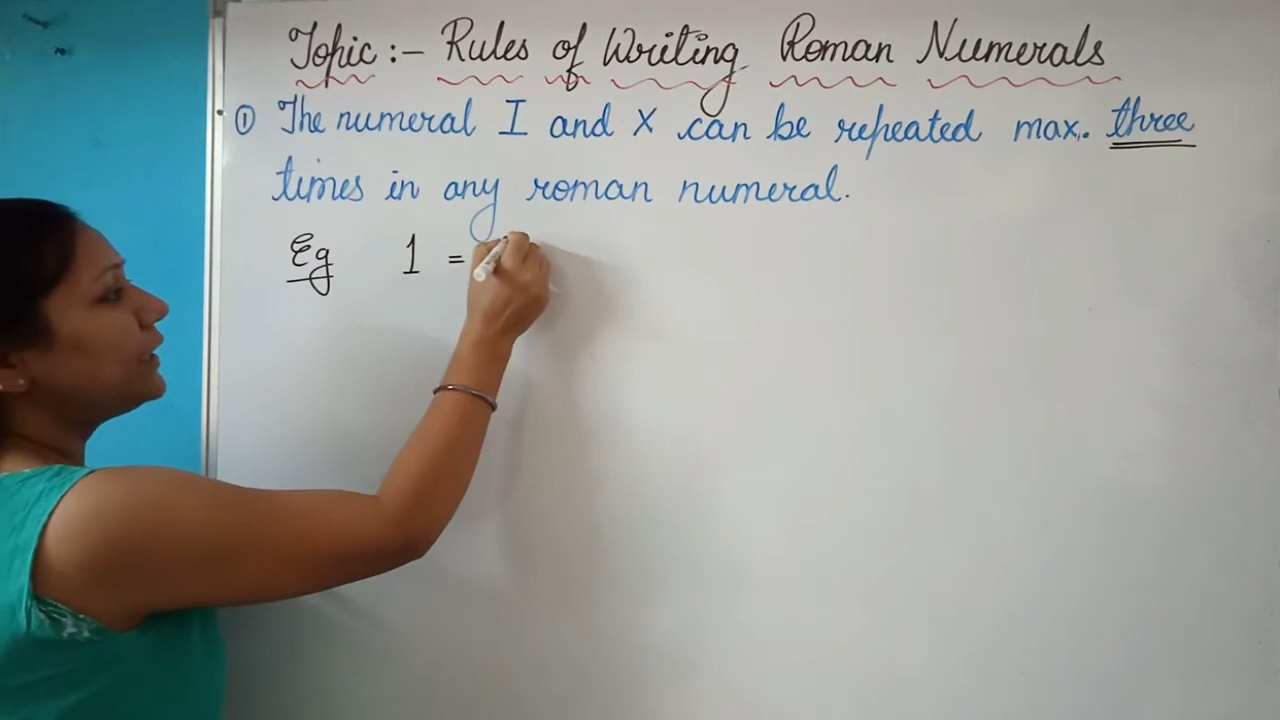 Topic :- Rules of Writing Roman Numerals
① The numeral I and X can be repeated max. three
times in any roman numeral.
Eg 1 =